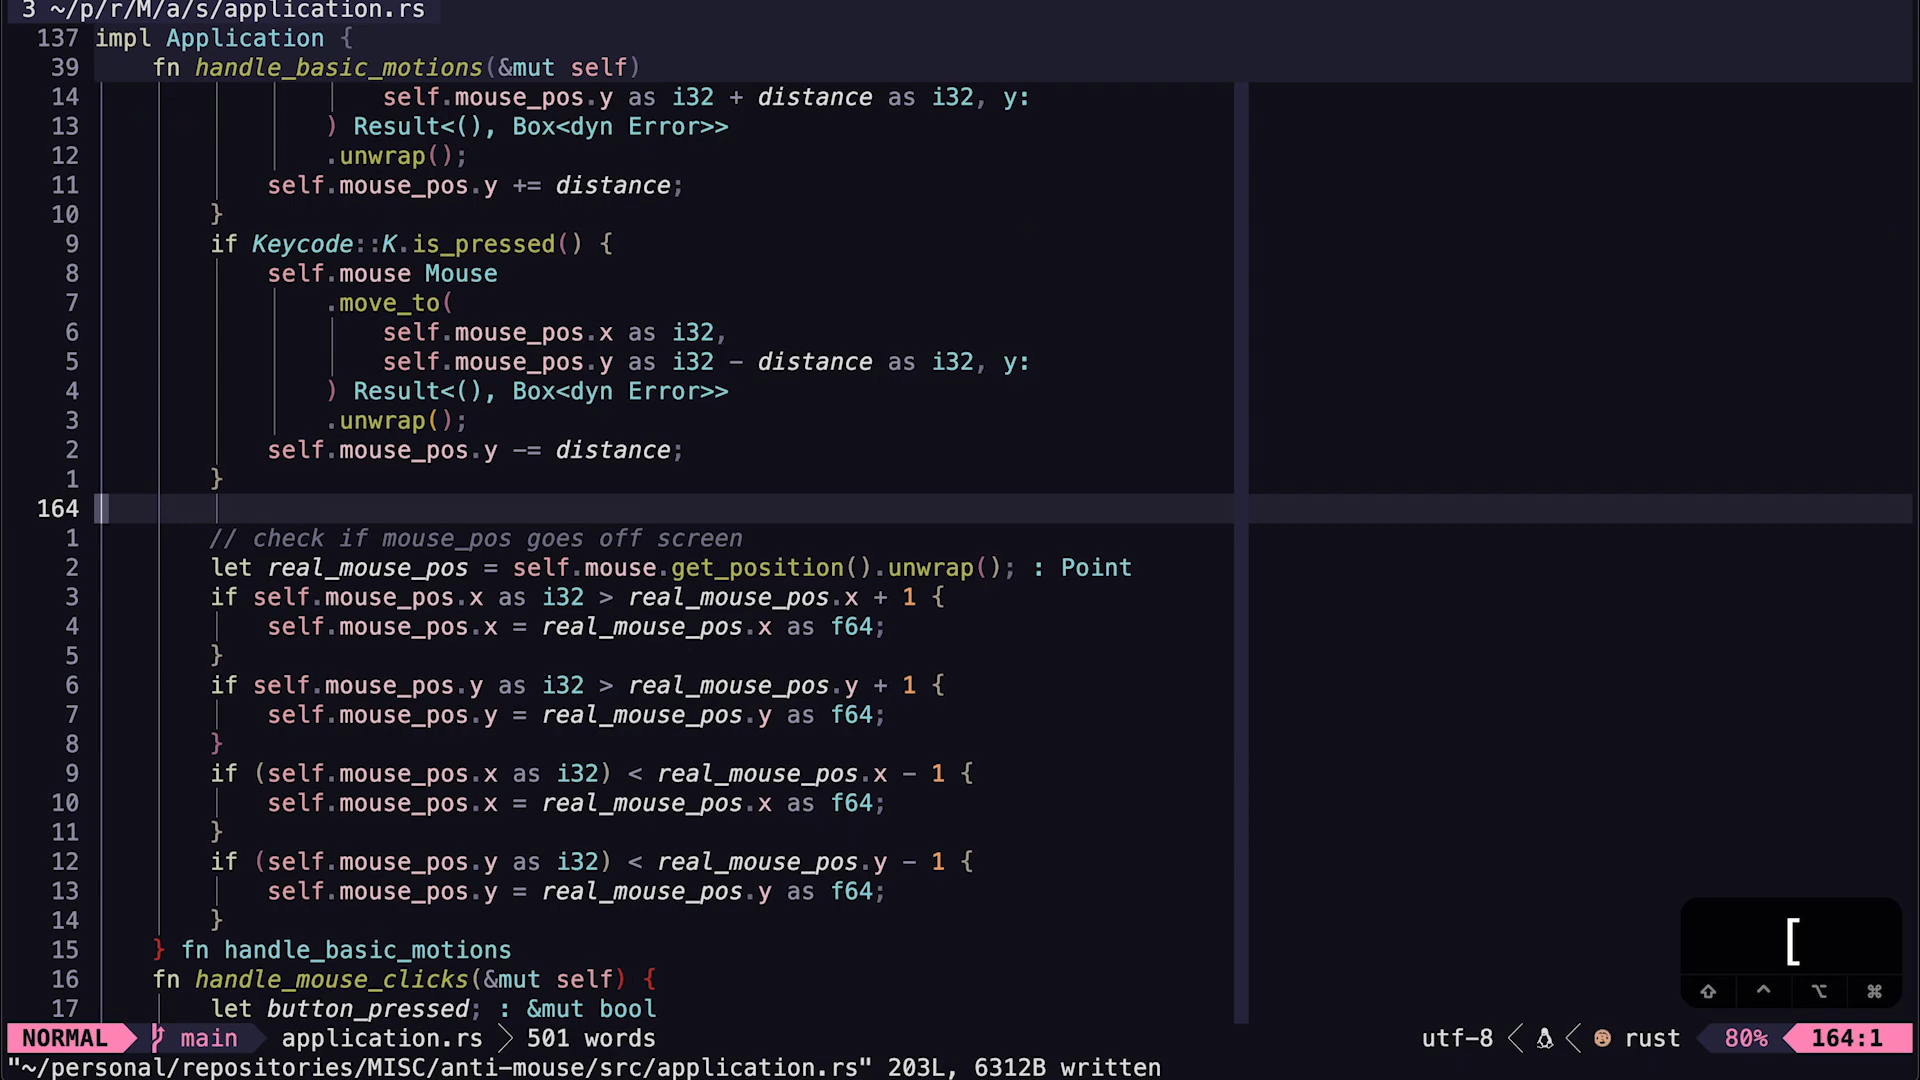 3 ~/p/r/M/a/s/application.rs
137 impl Application {
39 fn handle_basic_motions(&mut self)
14 self.mouse_pos.y as i32 + distance as i32, y:
13 ) Result<(), Box<dyn Error>>
12 .unwrap();
11 self.mouse_pos.y += distance;
10 }
9 if Keycode::K.is_pressed() {
8 self.mouse Mouse
7 .move_to(
6 self.mouse_pos.x as i32,
5 self.mouse_pos.y as i32 - distance as i32, y:
4 ) Result<(), Box<dyn Error>>
3 .unwrap();
2 self.mouse_pos.y -= distance;
1 }
164
1 // check if mouse_pos goes off screen
2 let real_mouse_pos = self.mouse.get_position().unwrap(); : Point
3 if self.mouse_pos.x as i32 > real_mouse_pos.x + 1 {
4 self.mouse_pos.x = real_mouse_pos.x as f64;
5 }
6 if self.mouse_pos.y as i32 > real_mouse_pos.y + 1 {
7 self.mouse_pos.y = real_mouse_pos.y as f64;
8 }
9 if (self.mouse_pos.x as i32) < real_mouse_pos.x - 1 {
10 self.mouse_pos.x = real_mouse_pos.x as f64;
11 }
12 if (self.mouse_pos.y as i32) < real_mouse_pos.y - 1 {
13 self.mouse_pos.y = real_mouse_pos.y as f64;
14 }
15 } fn handle_basic_motions
16 fn handle_mouse_clicks(&mut self) {
17 let button_pressed; : &mut bool
[
⇧ ^ ⌥ ⌘
NORMAL main application.rs 501 words utf-8 rust 80% 164:1
"~/personal/repositories/MISC/anti-mouse/src/application.rs" 203L, 6312B written